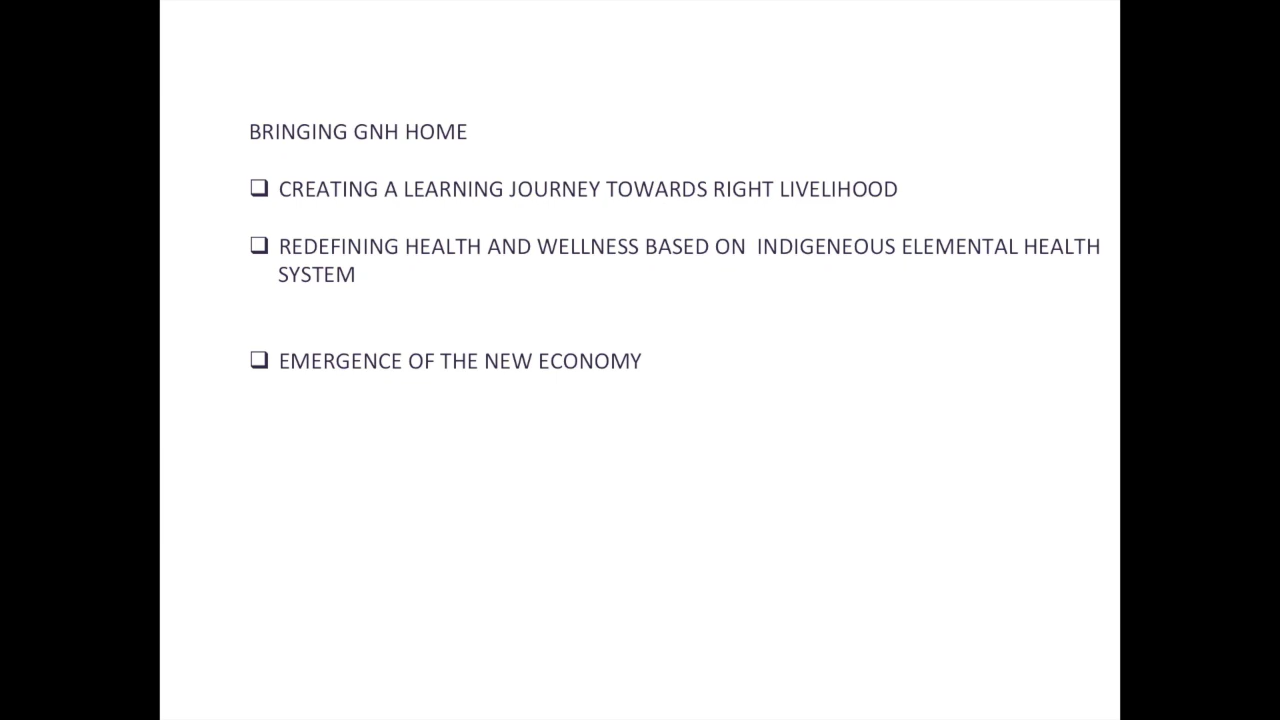 BRINGING GNH HOME
❑ CREATING A LEARNING JOURNEY TOWARDS RIGHT LIVELIHOOD
❑ REDEFINING HEALTH AND WELLNESS BASED ON  INDIGENEOUS ELEMENTAL HEALTH
SYSTEM
❑ EMERGENCE OF THE NEW ECONOMY